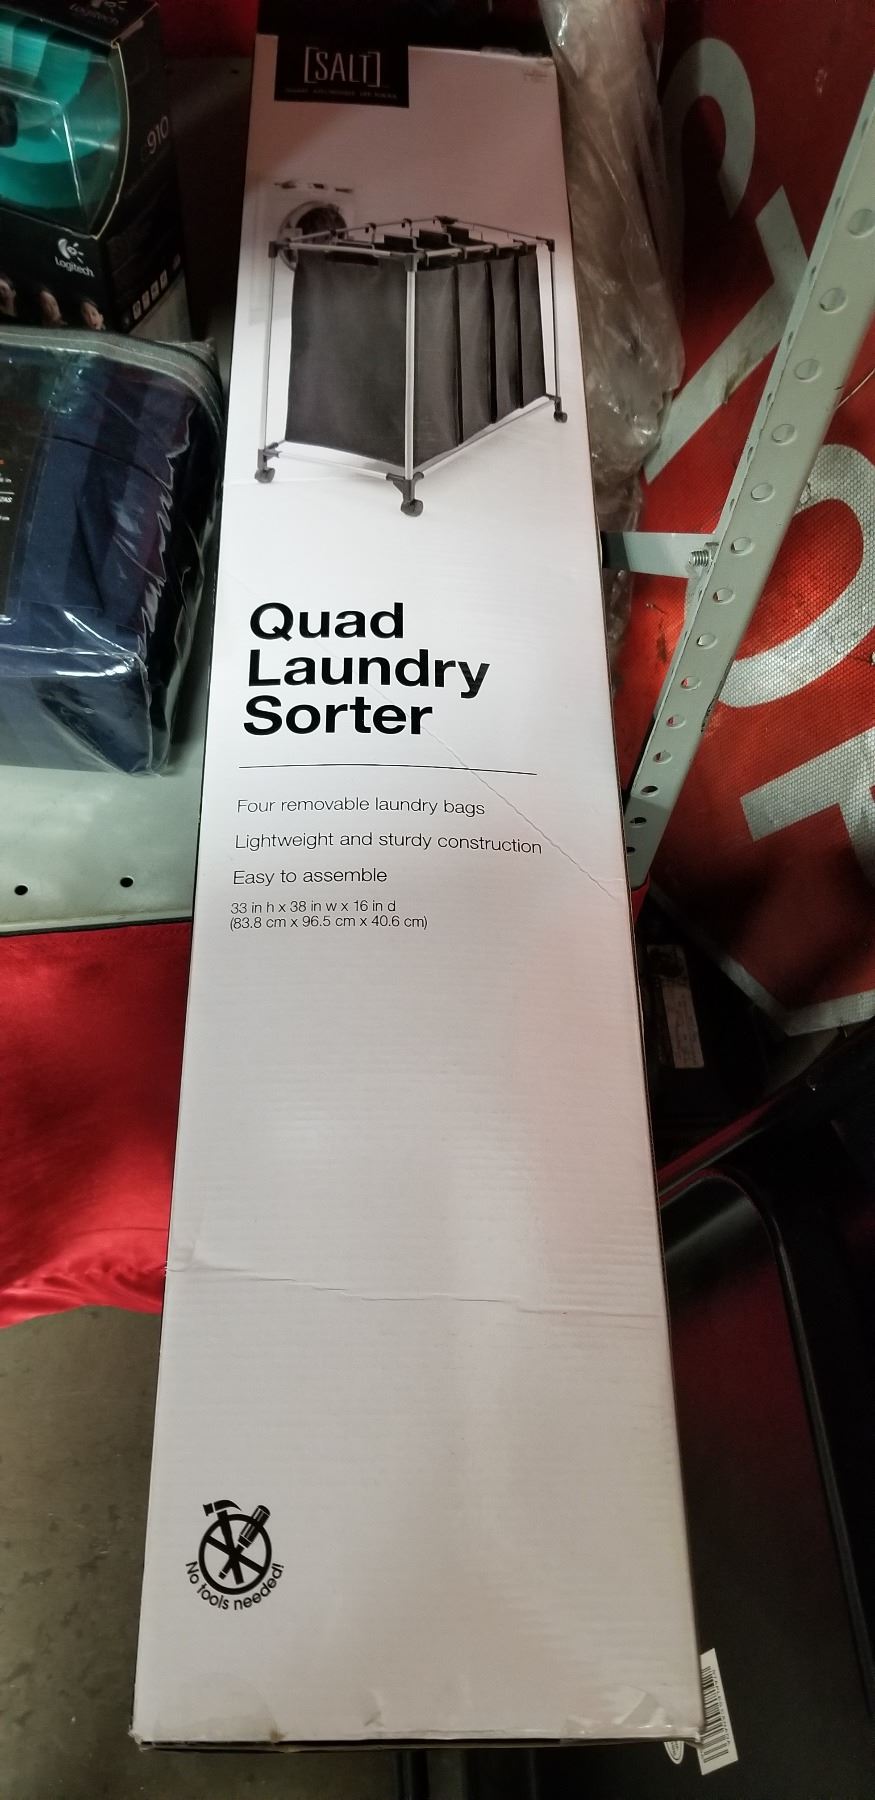 [SALT]
910
Logitech
Quad
Laundry
Sorter
Four removable laundry bags
Lightweight and sturdy construction
Easy to assemble
33 in h x 38 in w x 16 in d
(83.8 cm x 96.5 cm x 40.6 cm)
No tools needed!